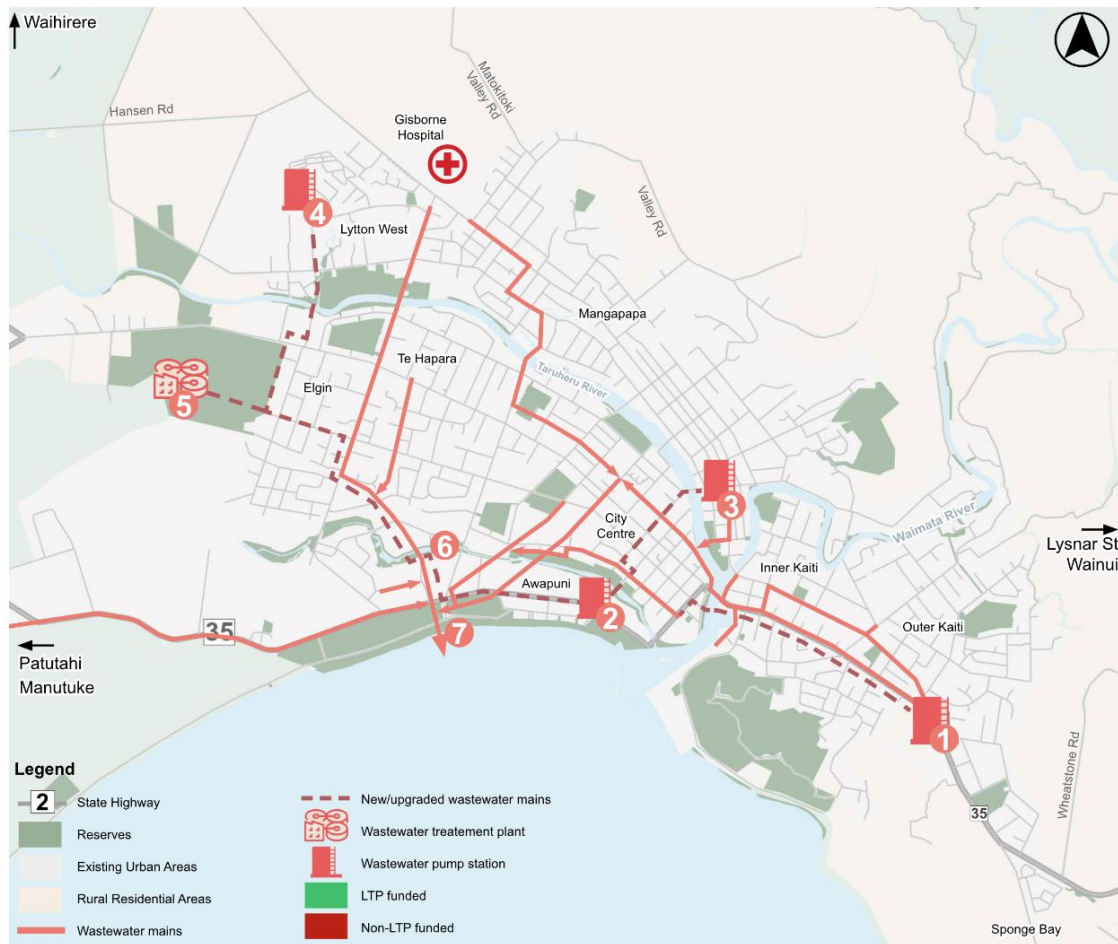 Waihirere
Hansen Rd
Matokitoki
Valley Rd
Gisborne
Hospital
Valley Rd
4
Lytton West
Mangapapa
Te Hapara
Elgin
5
Taruheru River
3
City
Centre
Waimata River
Lysnar St
Wainui
6
Inner Kaiti
Awapuni
2
Outer Kaiti
35
7
Patutahi
Manutuke
1
Wheatstone Rd
35
Sponge Bay
Legend
2 State Highway
Reserves
Existing Urban Areas
Rural Residential Areas
Wastewater mains
New/upgraded wastewater mains
Wastewater treatement plant
Wastewater pump station
LTP funded
Non-LTP funded